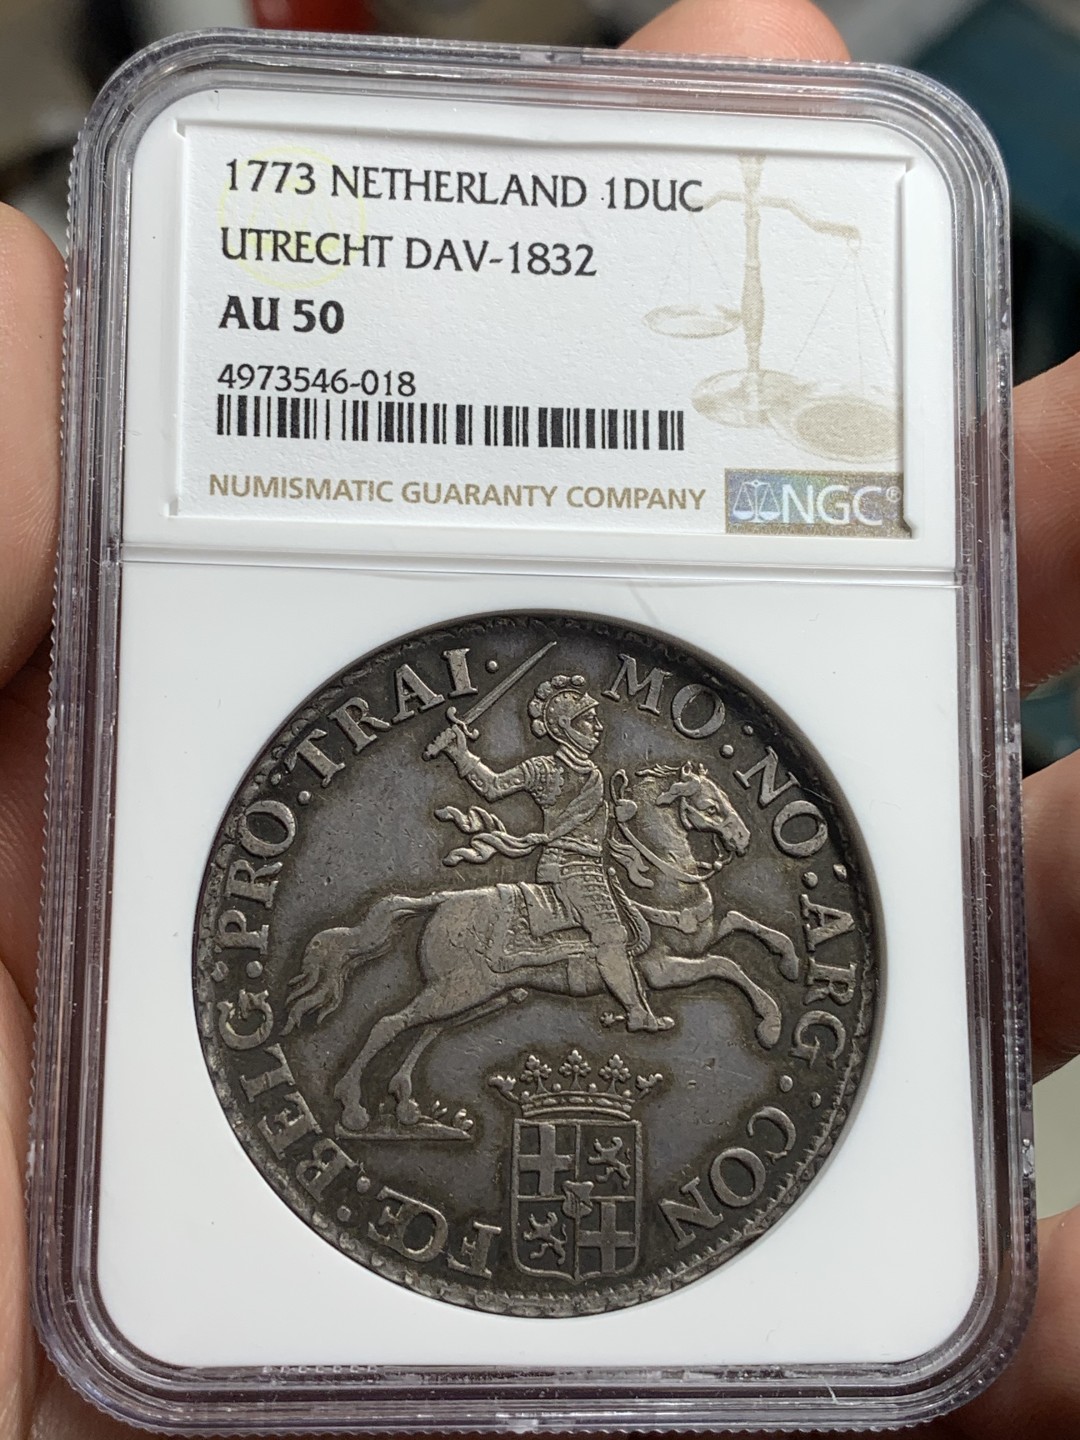 1773 NETHERLAND 1DUC
UTRECHT DAV-1832
AU 50
4973546-018
NUMISMATIC GUARANTY COMPANY
NGC®
MO: NO: ARG· CON
FŒ· BELG: PRO: TRAI·